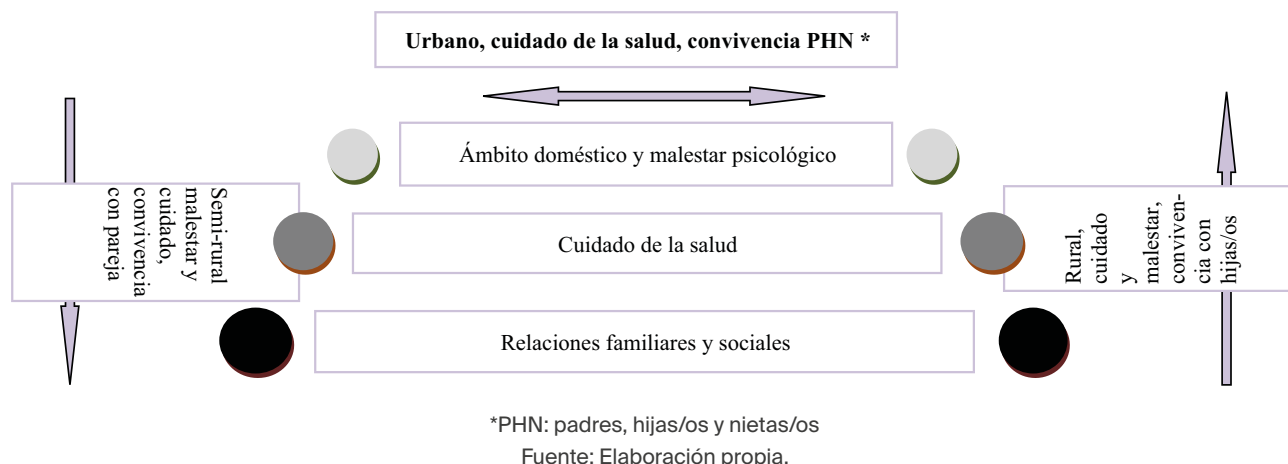 Urbano, cuidado de la salud, convivencia PHN *
Ámbito doméstico y malestar psicológico
Semi-rural
malestar y
cuidado,
convivencia
con pareja
Cuidado de la salud
Rural,
cuidado
y
malestar,
conviven-
cia con
hijas/os
Relaciones familiares y sociales
*PHN: padres, hijas/os y nietas/os
Fuente: Elaboración propia.